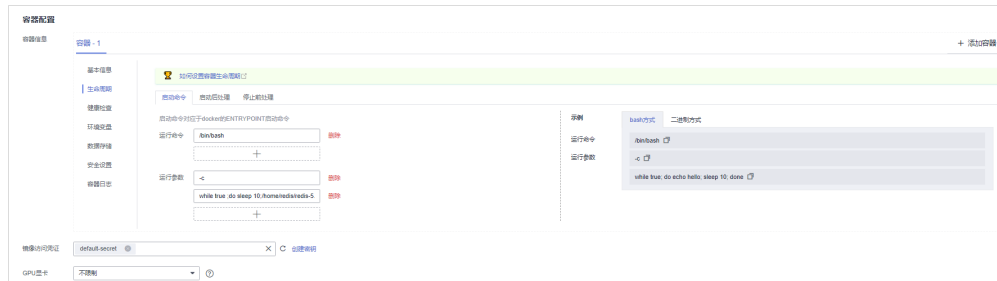 容器配置
容器信息
容器 - 1
+ 添加容器
基本信息
生命周期
健康检查
环境变量
数据存储
安全设置
容器日志
如何设置容器生命周期
启动命令 启动后处理 停止前处理
启动命令对应于docker的ENTRYPOINT启动命令
运行命令 /bin/bash 删除
+
运行参数 -c 删除
while true ;do sleep 10;/home/redis/redis-5. 删除
+
示例 bash方式 二进制方式
运行命令 /bin/bash
运行参数 -c
while true; do echo hello; sleep 10; done
镜像访问凭证 default-secret 创建密钥
GPU显卡 不限制